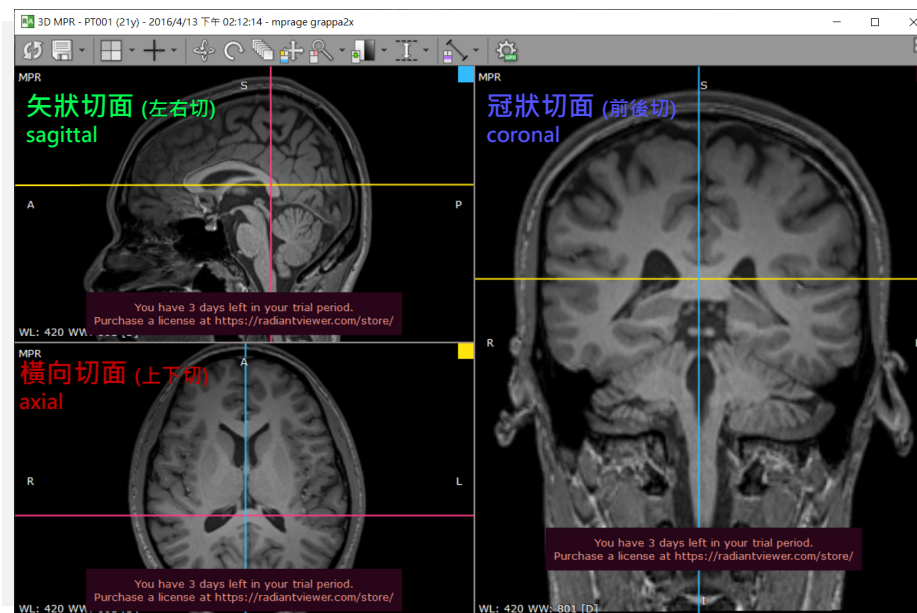 3D MPR - PT001 (21y) - 2016/4/13 下午 02:12:14 - mprage grappa2x
MPR
S
矢狀切面 (左右切)
sagittal
A
P
You have 3 days left in your trial period.
Purchase a license at https://radiantviewer.com/store/
WL: 420 WW:
MPR
A
橫向切面 (上下切)
axial
R
L
You have 3 days left in your trial period.
Purchase a license at https://radiantviewer.com/store/
MPR
S
冠狀切面 (前後切)
coronal
R
You have 3 days left in your trial period.
Purchase a license at https://radiantviewer.com/store/
I
WL: 420 WW: 801 [D]